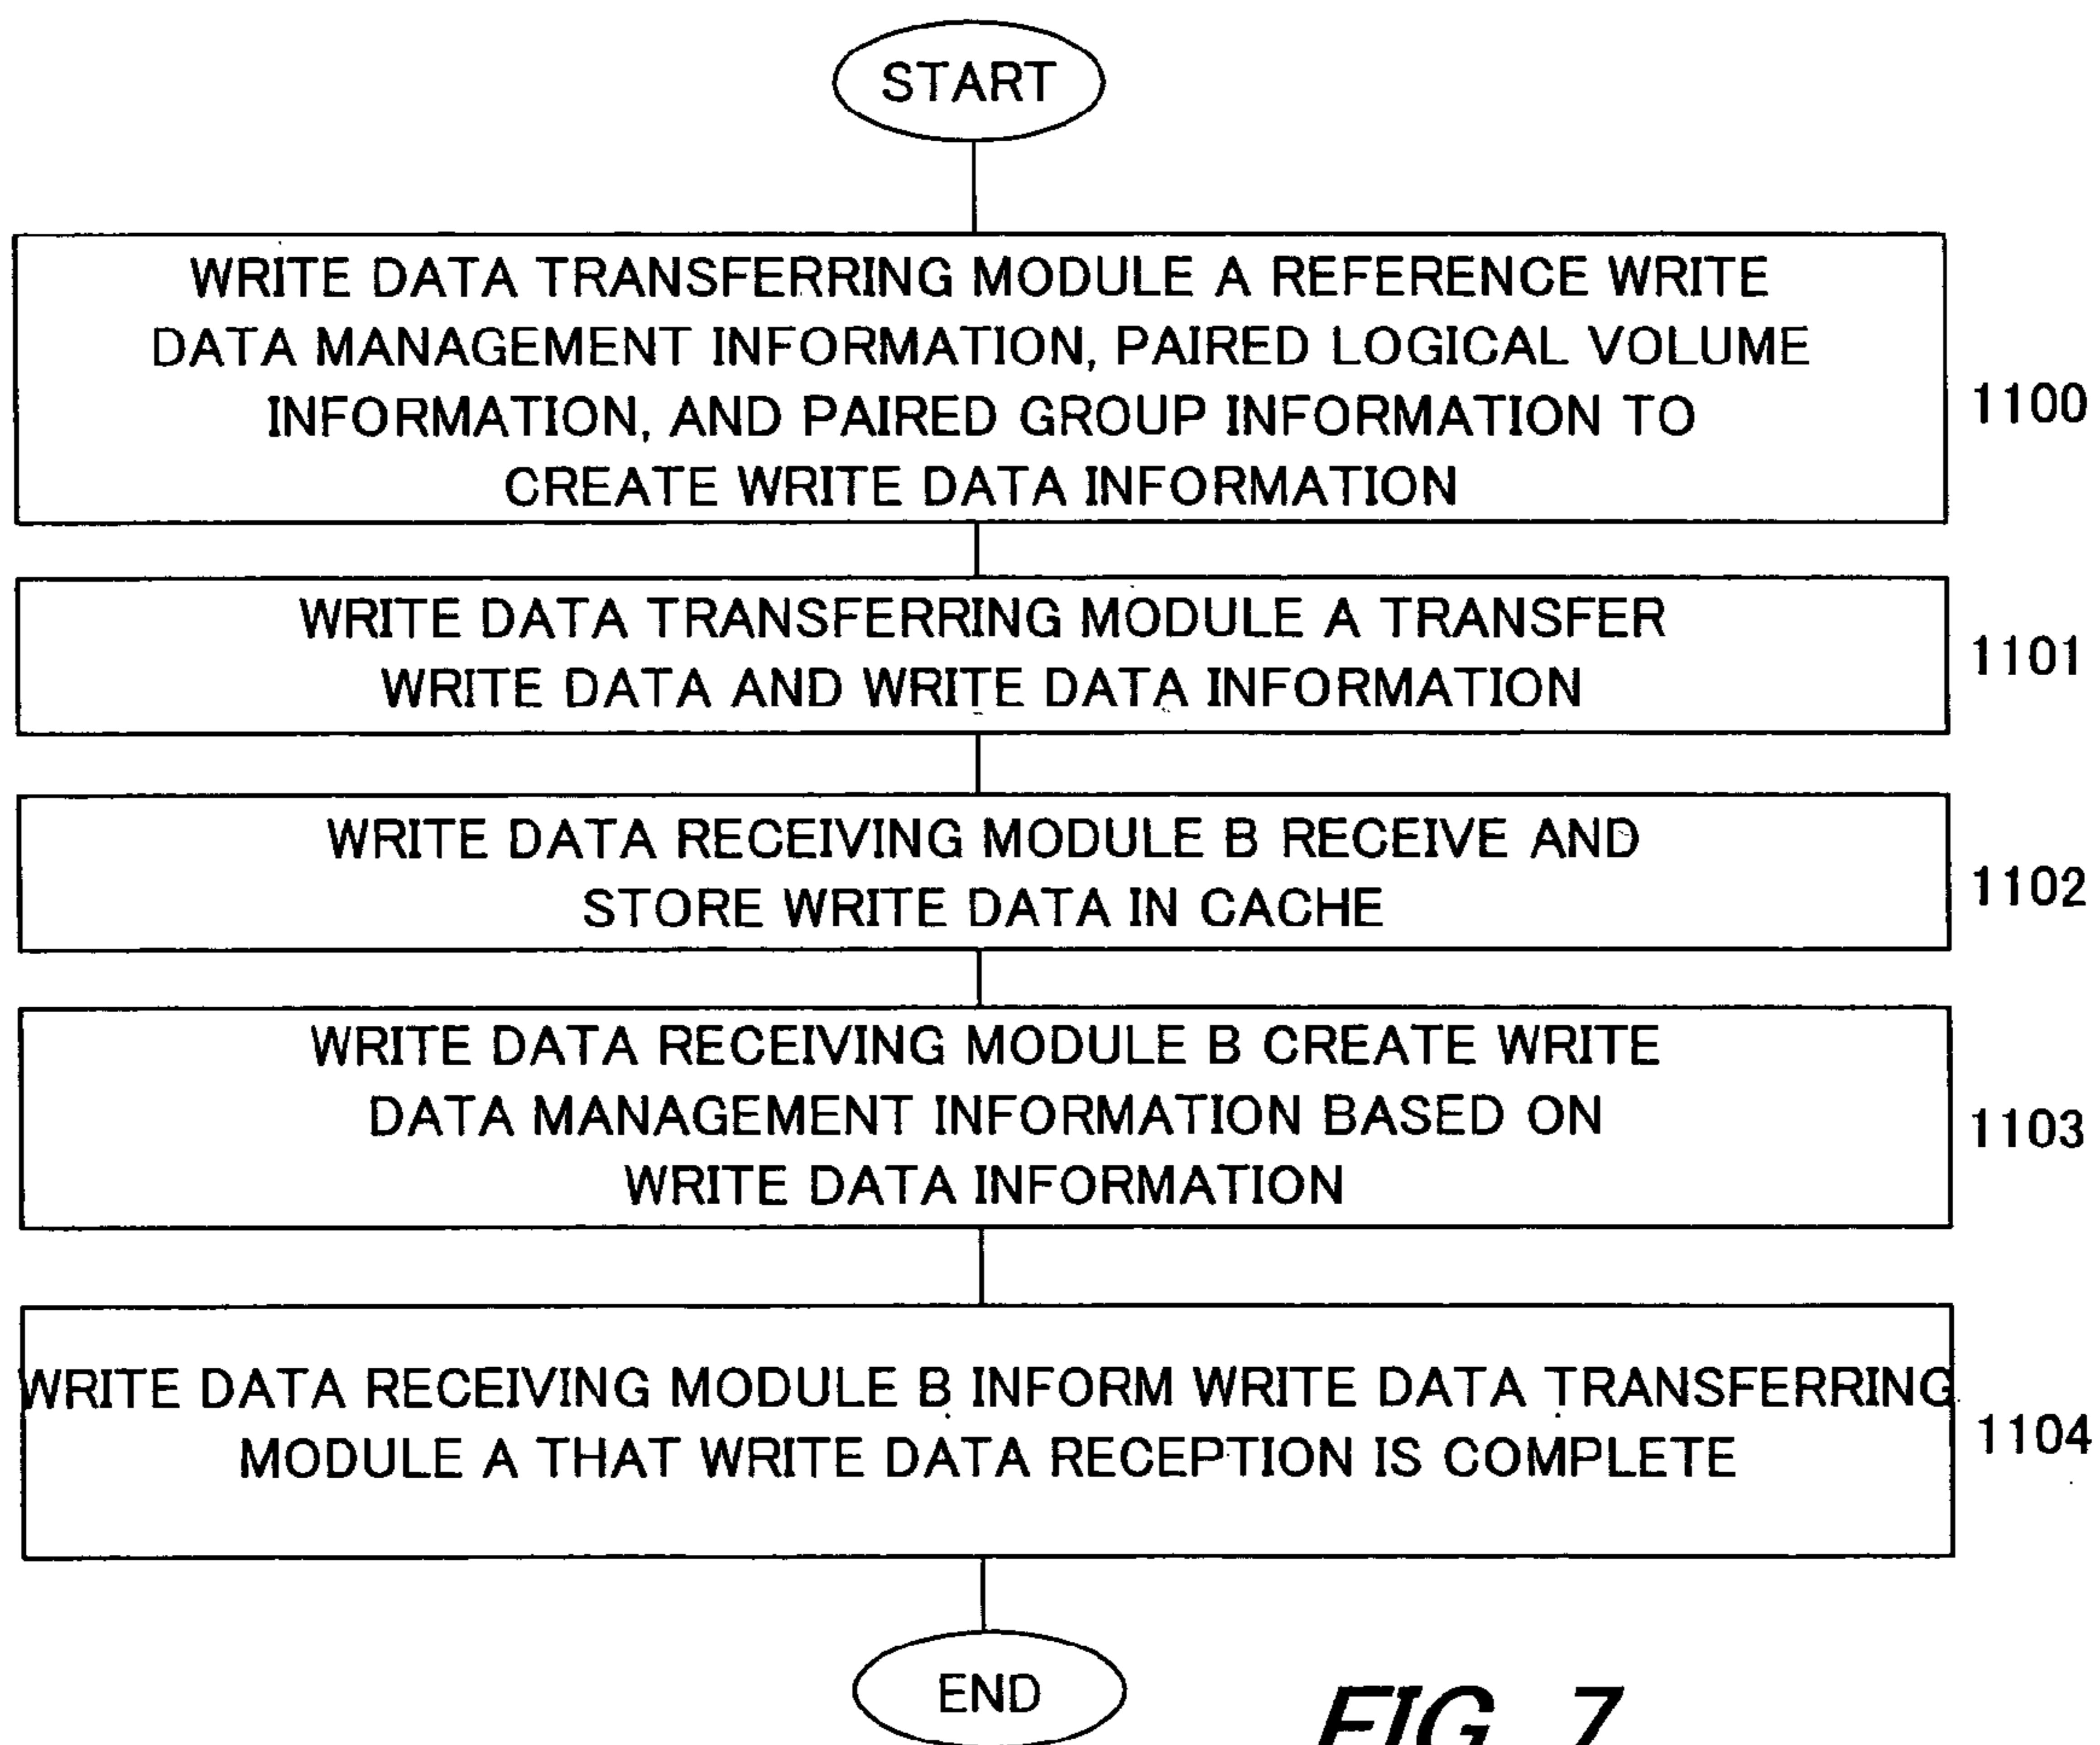 START
WRITE DATA TRANSFERRING MODULE A REFERENCE WRITE
DATA MANAGEMENT INFORMATION, PAIRED LOGICAL VOLUME
INFORMATION, AND PAIRED GROUP INFORMATION TO
CREATE WRITE DATA INFORMATION
1100
WRITE DATA TRANSFERRING MODULE A TRANSFER
WRITE DATA AND WRITE DATA INFORMATION
1101
WRITE DATA RECEIVING MODULE B RECEIVE AND
STORE WRITE DATA IN CACHE
1102
WRITE DATA RECEIVING MODULE B CREATE WRITE
DATA MANAGEMENT INFORMATION BASED ON
WRITE DATA INFORMATION
1103
WRITE DATA RECEIVING MODULE B INFORM WRITE DATA TRANSFERRING
MODULE A THAT WRITE DATA RECEPTION IS COMPLETE
1104
END
FIG. 7